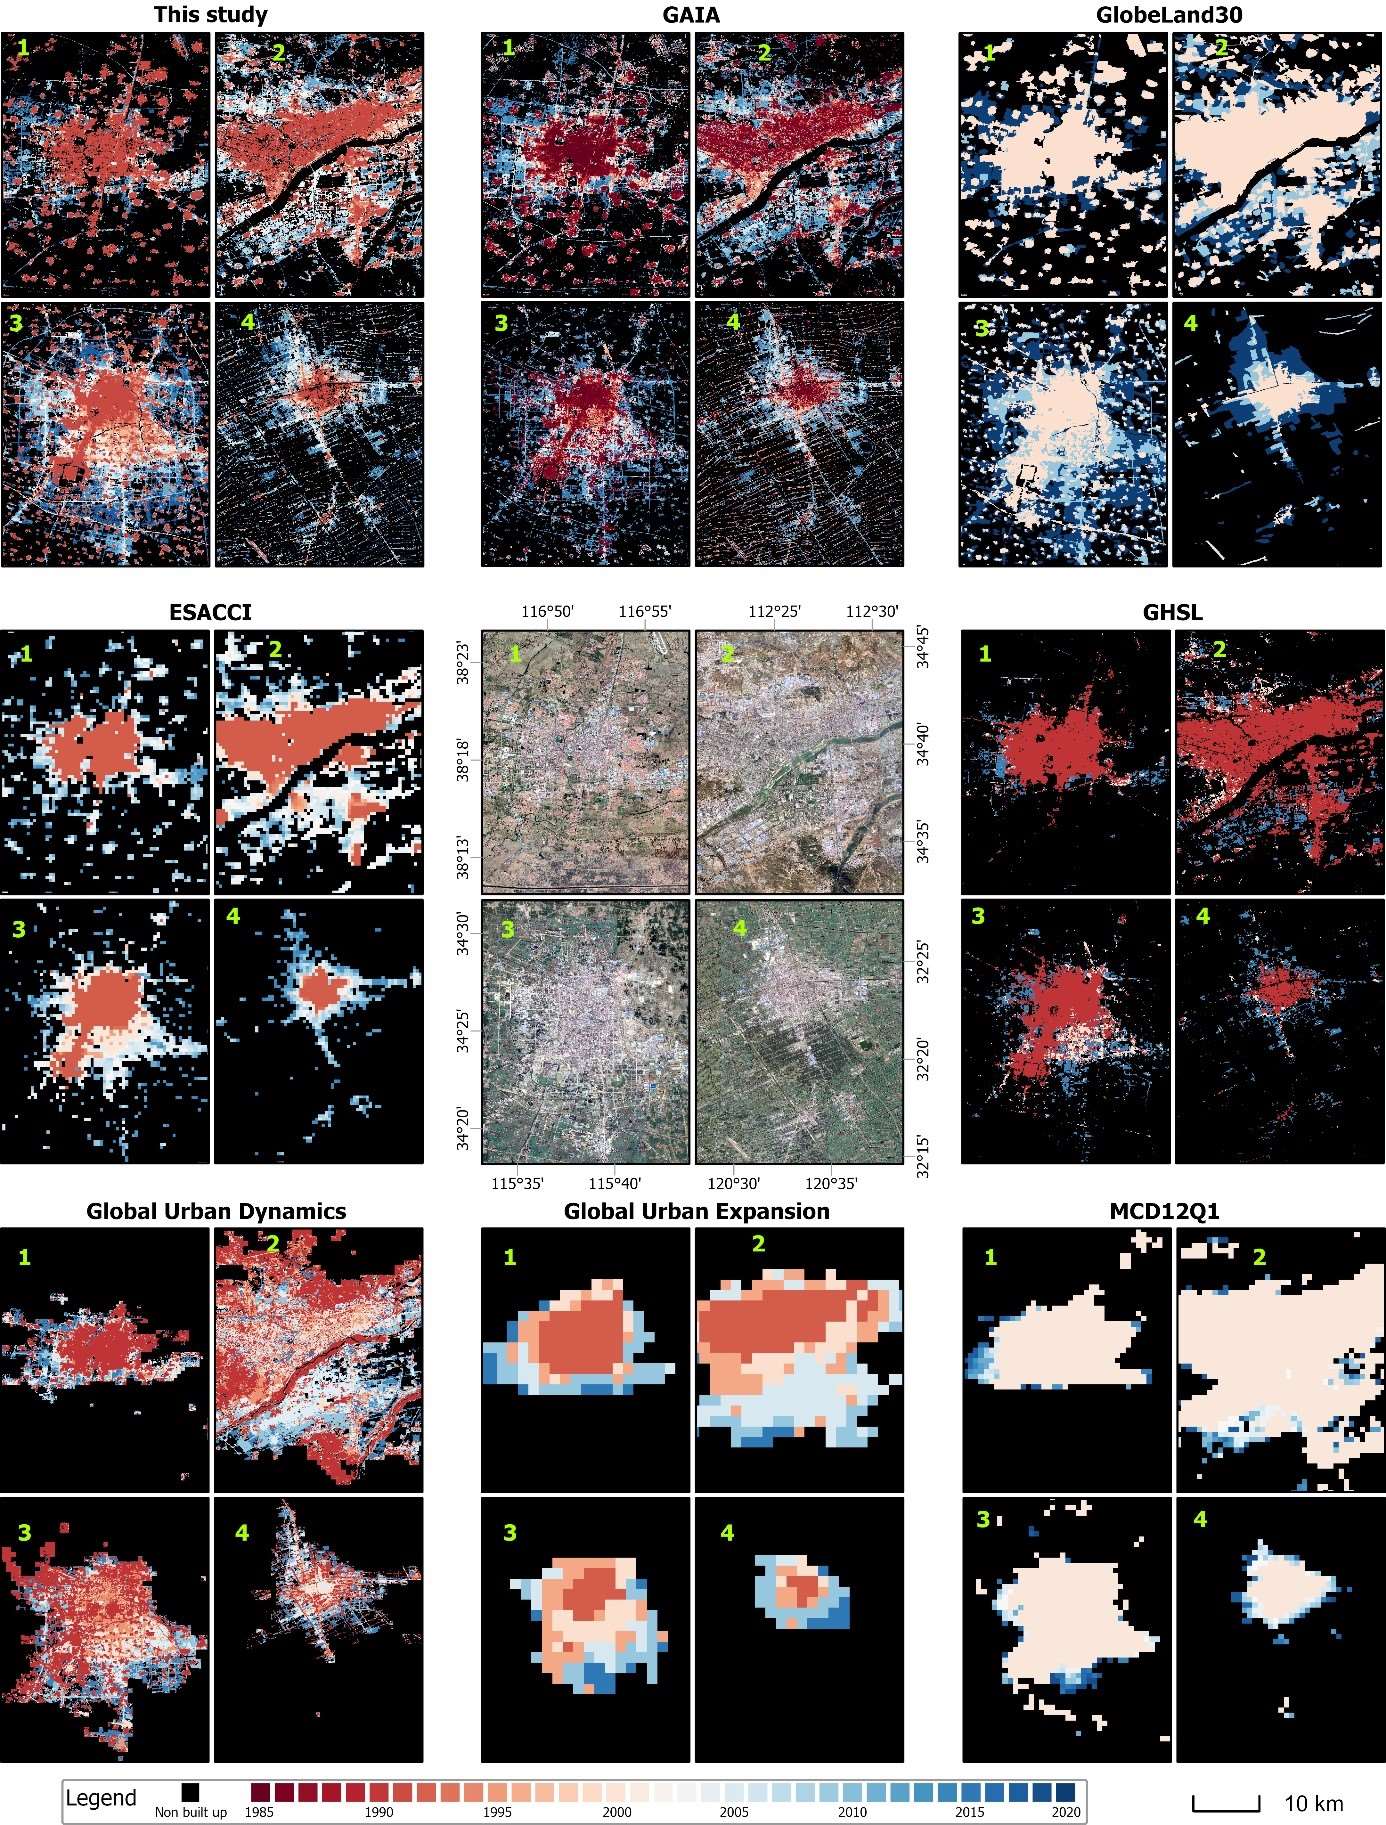 This study GAIA GlobeLand30
1 2 1 2 1 2
3 4 3 4 3 4
ESACCI GHSL
116°50' 116°55' 112°25' 112°30'
1 2 1 2 1 2
38°23' 38°18' 38°13' 34°45' 34°40' 34°35'
3 4 3 4 3 4
34°30' 34°25' 34°20' 32°25' 32°20' 32°15'
115°35' 115°40' 120°30' 120°35'
Global Urban Dynamics Global Urban Expansion MCD12Q1
1 2 1 2 1 2
3 4 3 4 3 4
Legend
Non built up 1985 1990 1995 2000 2005 2010 2015 2020
10 km